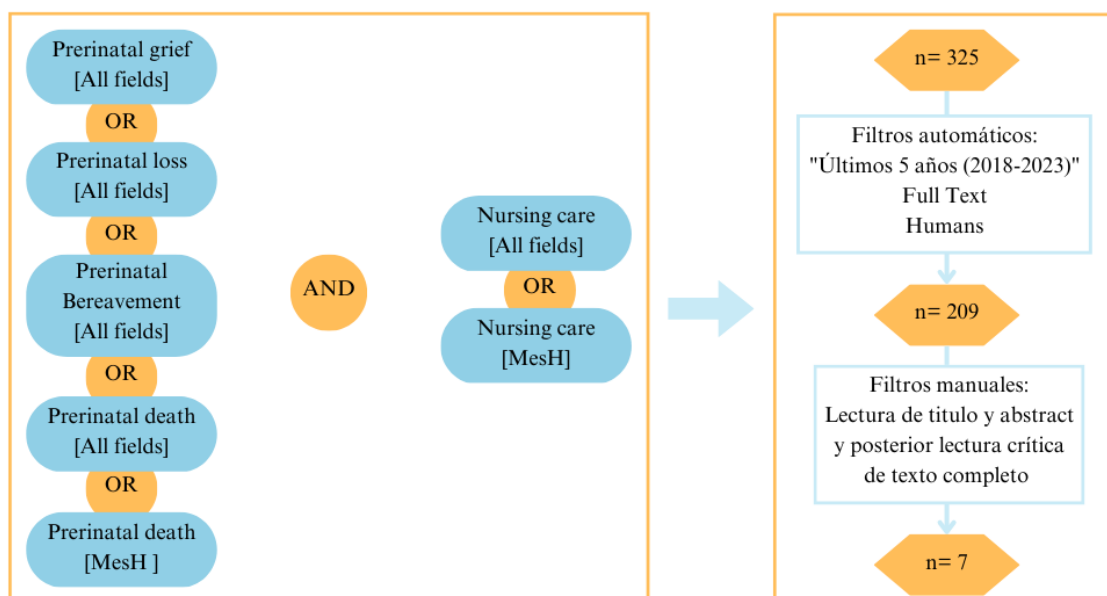 Prerinatal grief
[All fields]
OR
Prerinatal loss
[All fields]
OR
Prerinatal
Bereavement
[All fields]
OR
Prerinatal death
[All fields]
OR
Prerinatal death
[MesH ]
AND
Nursing care
[All fields]
OR
Nursing care
[MesH]
n= 325
Filtros automáticos:
"Últimos 5 años (2018-2023)"
Full Text
Humans
n= 209
Filtros manuales:
Lectura de titulo y abstract
y posterior lectura crítica
de texto completo
n= 7